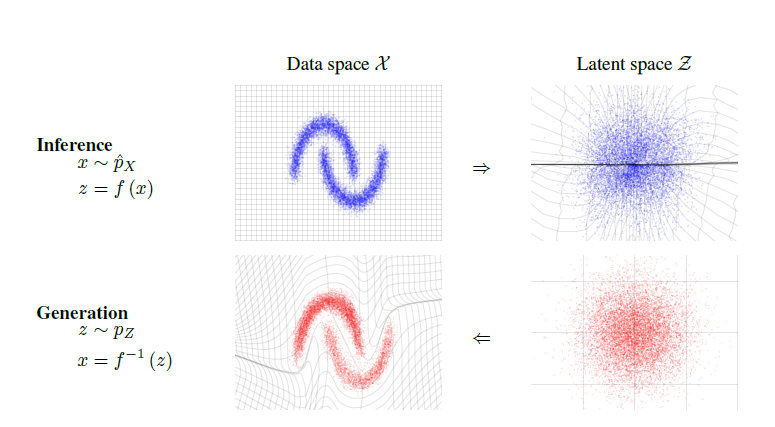 Data space 𝒳
Latent space 𝒵
Inference
x ∼ p̂_X
z = f (x)
⇒
Generation
z ∼ p_Z
x = f⁻¹ (z)
⇐